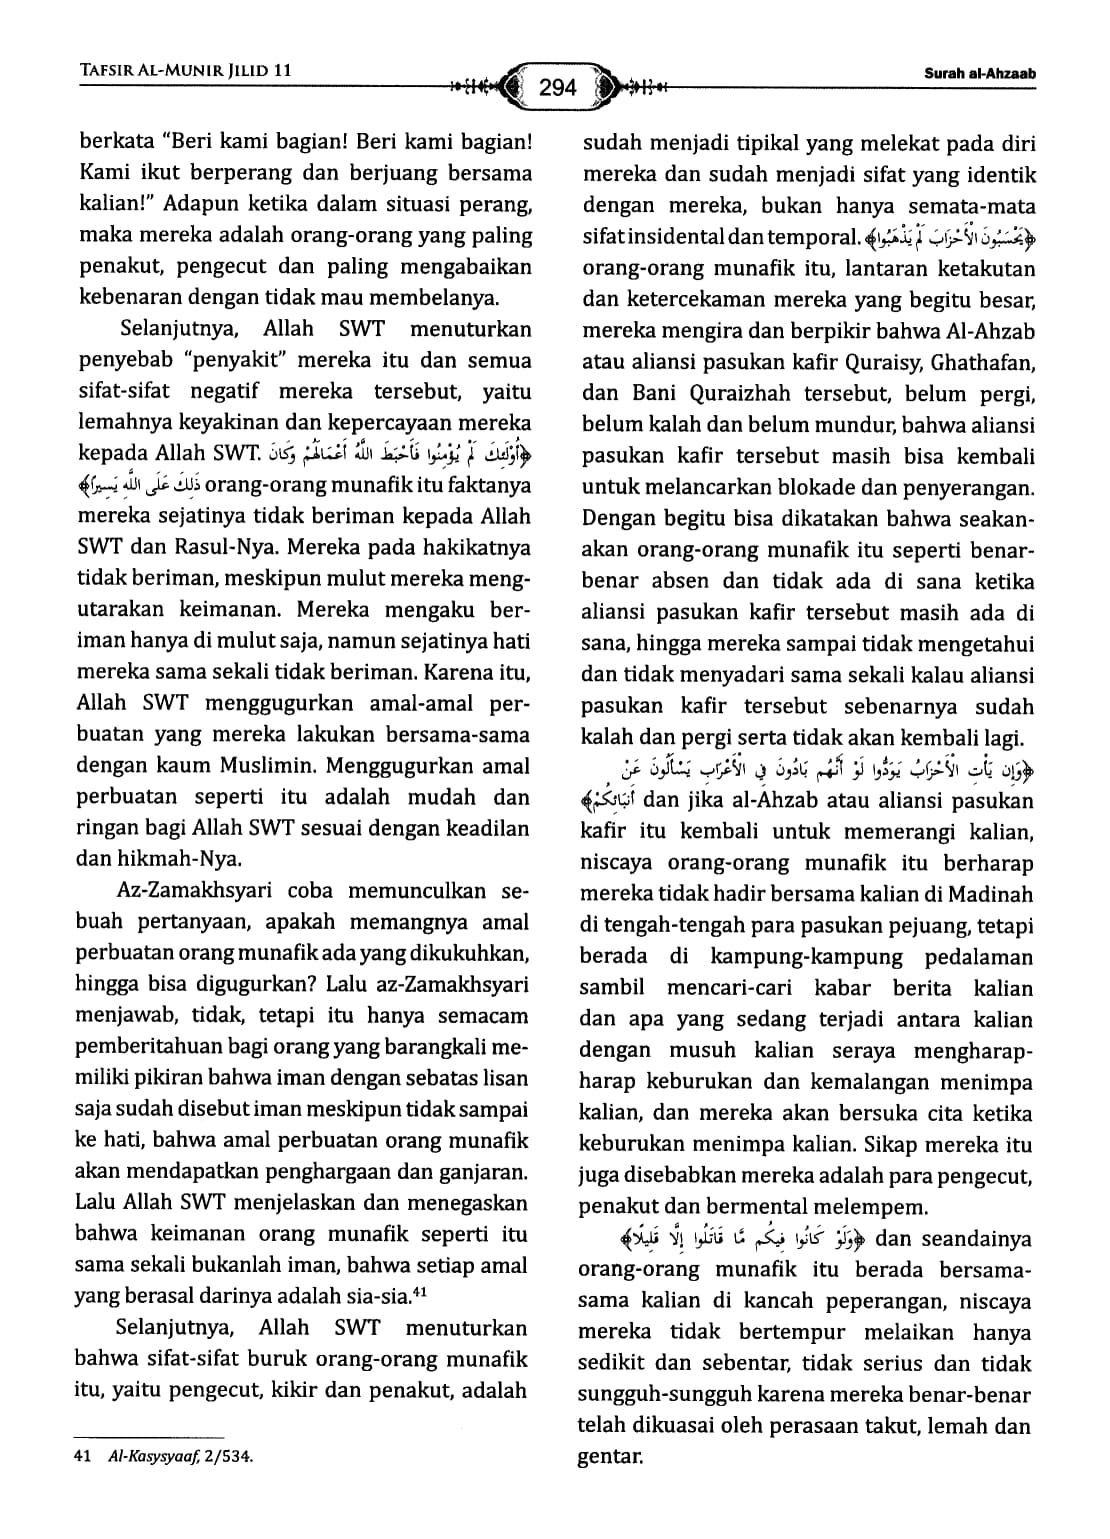 TAFSIR AL-MUNIR JILID 11
294
Surah al-Ahzaab
berkata “Beri kami bagian! Beri kami bagian!
Kami ikut berperang dan berjuang bersama
kalian!” Adapun ketika dalam situasi perang,
maka mereka adalah orang-orang yang paling
penakut, pengecut dan paling mengabaikan
kebenaran dengan tidak mau membelanya.
Selanjutnya, Allah SWT menuturkan
penyebab “penyakit” mereka itu dan semua
sifat-sifat negatif mereka tersebut, yaitu
lemahnya keyakinan dan kepercayaan mereka
kepada Allah SWT. ﴿أُوْلَئِكَ لَمْ يُؤْمِنُوا فَأَحْبَطَ اللَّهُ أَعْمَالَهُمْ وَكَانَ
ذَلِكَ عَلَى اللَّهِ يَسِيرًا﴾ orang-orang munafik itu faktanya
mereka sejatinya tidak beriman kepada Allah
SWT dan Rasul-Nya. Mereka pada hakikatnya
tidak beriman, meskipun mulut mereka meng-
utarakan keimanan. Mereka mengaku ber-
iman hanya di mulut saja, namun sejatinya hati
mereka sama sekali tidak beriman. Karena itu,
Allah SWT menggugurkan amal-amal per-
buatan yang mereka lakukan bersama-sama
dengan kaum Muslimin. Menggugurkan amal
perbuatan seperti itu adalah mudah dan
ringan bagi Allah SWT sesuai dengan keadilan
dan hikmah-Nya.
Az-Zamakhsyari coba memunculkan se-
buah pertanyaan, apakah memangnya amal
perbuatan orang munafik ada yang dikukuhkan,
hingga bisa digugurkan? Lalu az-Zamakhsyari
menjawab, tidak, tetapi itu hanya semacam
pemberitahuan bagi orang yang barangkali me-
miliki pikiran bahwa iman dengan sebatas lisan
saja sudah disebut iman meskipun tidak sampai
ke hati, bahwa amal perbuatan orang munafik
akan mendapatkan penghargaan dan ganjaran.
Lalu Allah SWT menjelaskan dan menegaskan
bahwa keimanan orang munafik seperti itu
sama sekali bukanlah iman, bahwa setiap amal
yang berasal darinya adalah sia-sia.⁴¹
Selanjutnya, Allah SWT menuturkan
bahwa sifat-sifat buruk orang-orang munafik
itu, yaitu pengecut, kikir dan penakut, adalah
41 Al-Kasysyaaf, 2/534.
sudah menjadi tipikal yang melekat pada diri
mereka dan sudah menjadi sifat yang identik
dengan mereka, bukan hanya semata-mata
sifat insidental dan temporal. ﴿يَحْسَبُونَ الْأَحْزَابَ لَمْ يَذْهَبُوا﴾
orang-orang munafik itu, lantaran ketakutan
dan ketercekaman mereka yang begitu besar,
mereka mengira dan berpikir bahwa Al-Ahzab
atau aliansi pasukan kafir Quraisy, Ghathafan,
dan Bani Quraizhah tersebut, belum pergi,
belum kalah dan belum mundur, bahwa aliansi
pasukan kafir tersebut masih bisa kembali
untuk melancarkan blokade dan penyerangan.
Dengan begitu bisa dikatakan bahwa seakan-
akan orang-orang munafik itu seperti benar-
benar absen dan tidak ada di sana ketika
aliansi pasukan kafir tersebut masih ada di
sana, hingga mereka sampai tidak mengetahui
dan tidak menyadari sama sekali kalau aliansi
pasukan kafir tersebut sebenarnya sudah
kalah dan pergi serta tidak akan kembali lagi.
﴿وَإِن يَأْتِ الْأَحْزَابُ يَوَدُّوا لَوْ أَنَّهُم بَادُونَ فِي الْأَعْرَابِ يَسْأَلُونَ عَنْ
أَنبَائِكُمْ﴾ dan jika al-Ahzab atau aliansi pasukan
kafir itu kembali untuk memerangi kalian,
niscaya orang-orang munafik itu berharap
mereka tidak hadir bersama kalian di Madinah
di tengah-tengah para pasukan pejuang, tetapi
berada di kampung-kampung pedalaman
sambil mencari-cari kabar berita kalian
dan apa yang sedang terjadi antara kalian
dengan musuh kalian seraya mengharap-
harap keburukan dan kemalangan menimpa
kalian, dan mereka akan bersuka cita ketika
keburukan menimpa kalian. Sikap mereka itu
juga disebabkan mereka adalah para pengecut,
penakut dan bermental melempem.
﴿وَلَوْ كَانُوا فِيكُم مَّا قَاتَلُوا إِلَّا قَلِيلًا﴾ dan seandainya
orang-orang munafik itu berada bersama-
sama kalian di kancah peperangan, niscaya
mereka tidak bertempur melaikan hanya
sedikit dan sebentar, tidak serius dan tidak
sungguh-sungguh karena mereka benar-benar
telah dikuasai oleh perasaan takut, lemah dan
gentar.